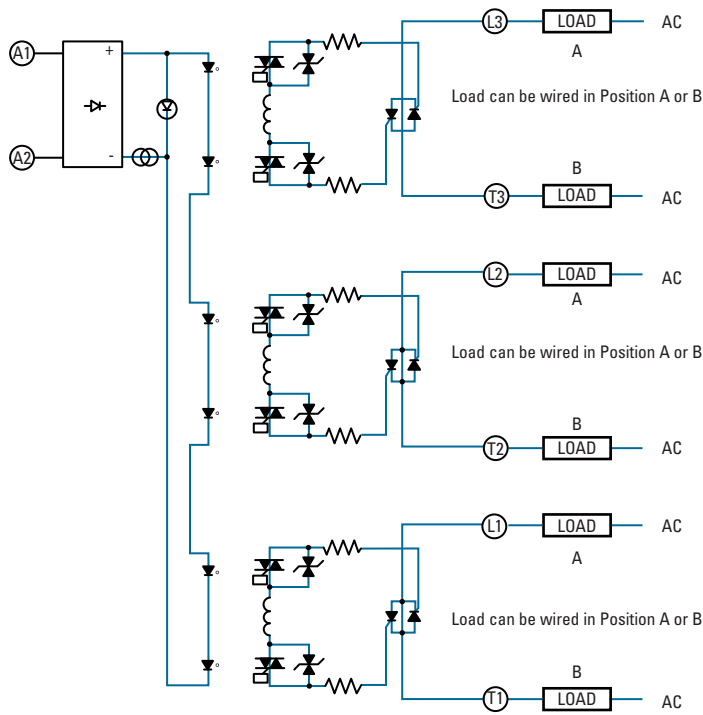 A1
+
A2
-
L3 LOAD AC
A
Load can be wired in Position A or B
B
T3 LOAD AC
L2 LOAD AC
A
Load can be wired in Position A or B
B
T2 LOAD AC
L1 LOAD AC
A
Load can be wired in Position A or B
B
T1 LOAD AC